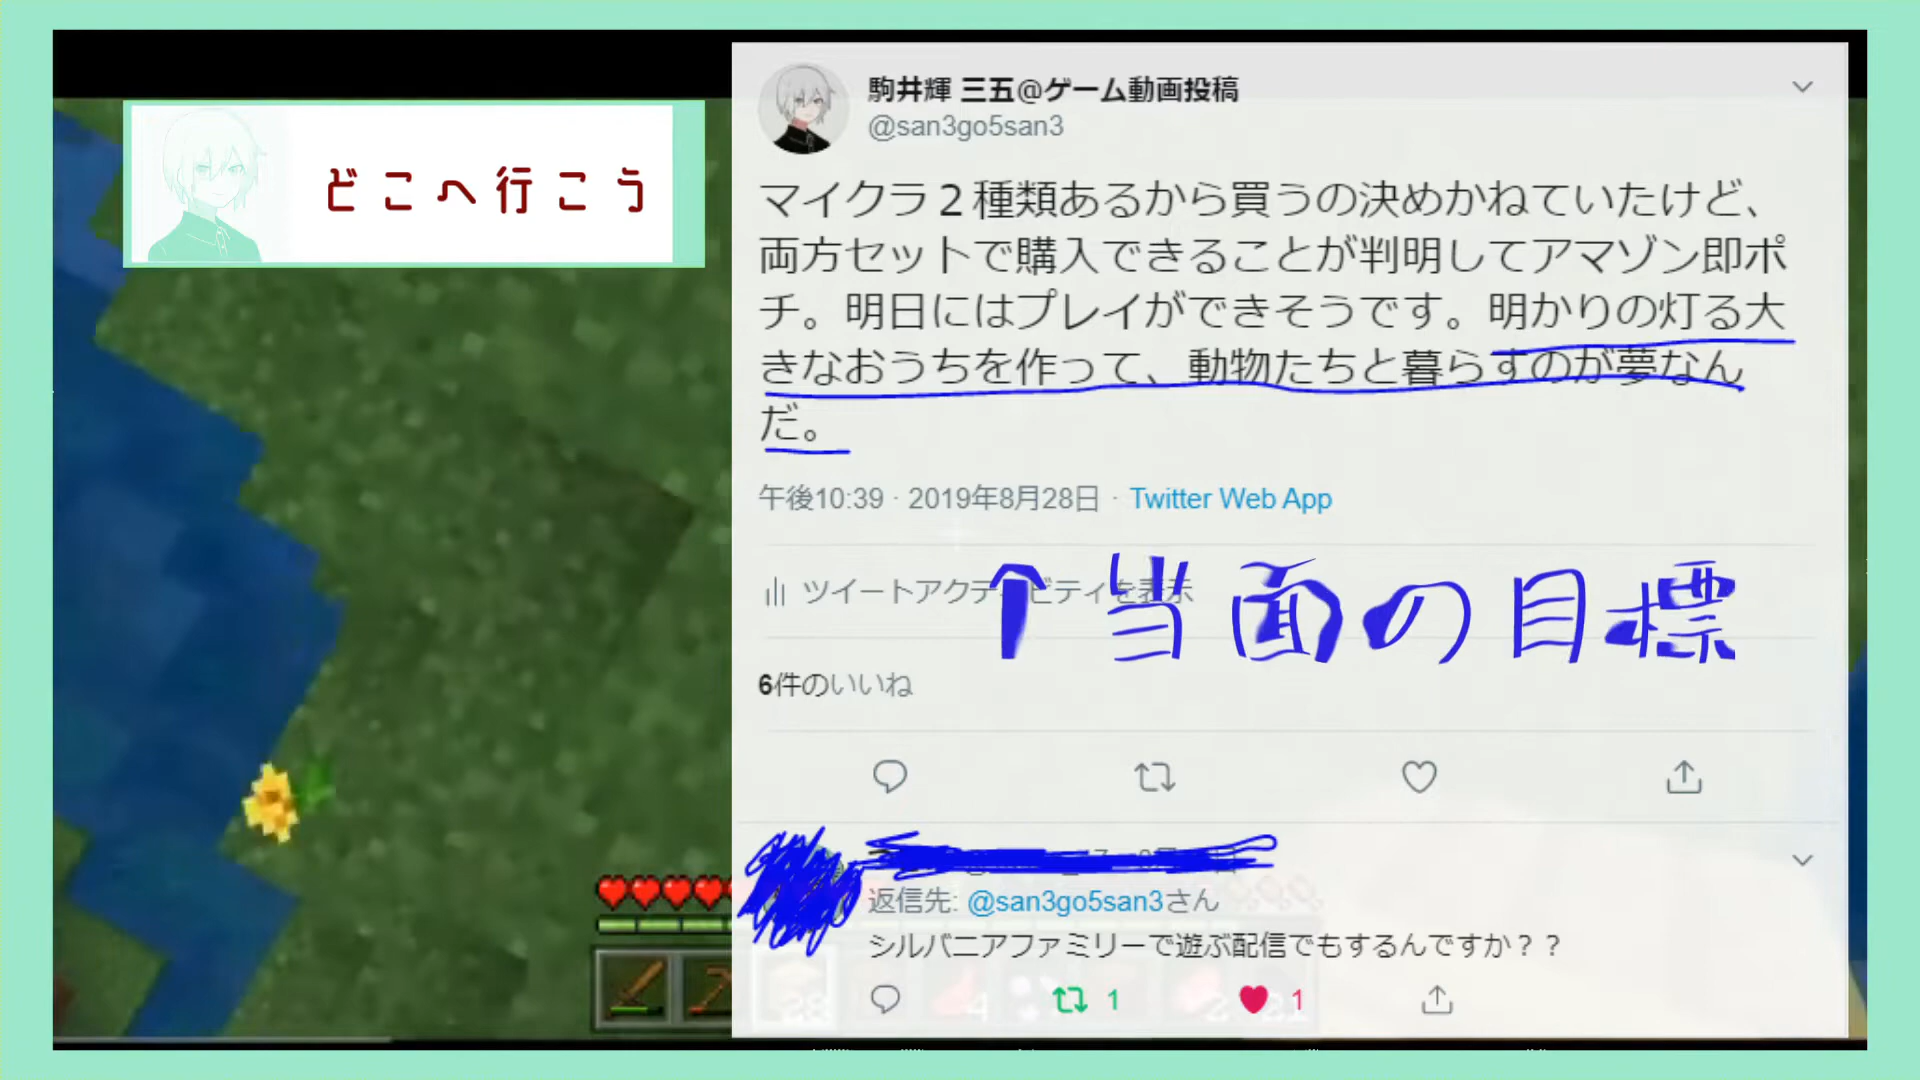 どこへ行こう
駒井輝 三五@ゲーム動画投稿
@san3go5san3
マイクラ2種類あるから買うの決めかねていたけど、
両方セットで購入できることが判明してアマゾン即ポ
チ。明日にはプレイができそうです。明かりの灯る大
きなおうちを作って、動物たちと暮らすのが夢なん
だ。
午後10:39 · 2019年8月28日 · Twitter Web App
ツイートアクティビティを表示
↑当面の目標
6件のいいね
返信先: @san3go5san3さん
シルバニアファミリーで遊ぶ配信でもするんですか？？
1 1
28 4 2 21